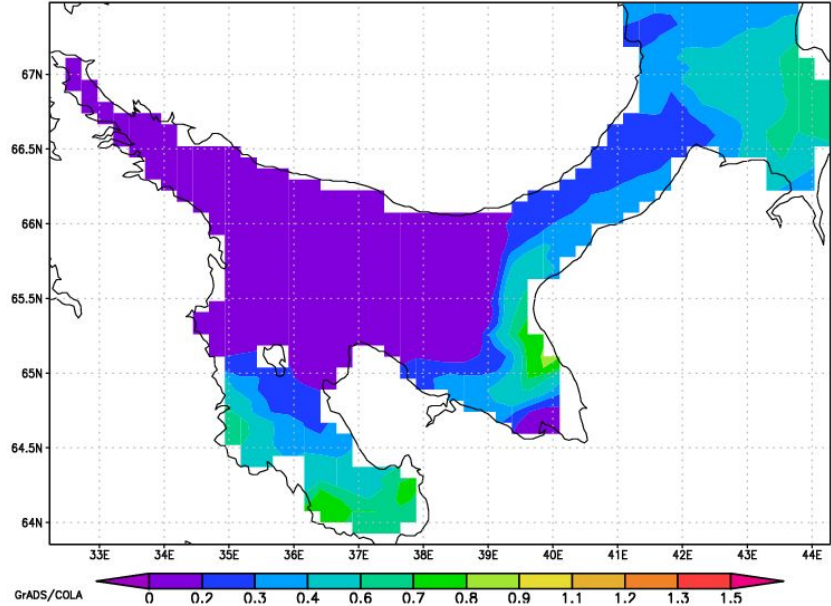 67N
66.5N
66N
65.5N
65N
64.5N
64N
33E 34E 35E 36E 37E 38E 39E 40E 41E 42E 43E 44E
GrADS/COLA
0 0.2 0.3 0.4 0.6 0.7 0.8 0.9 1.1 1.2 1.3 1.5